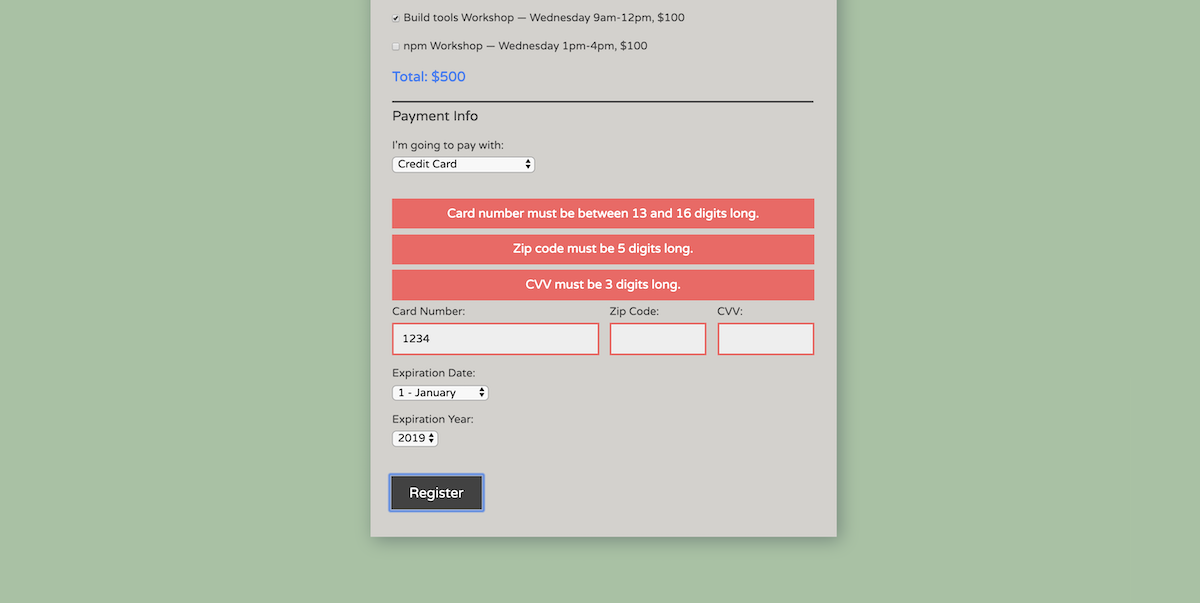 Build tools Workshop — Wednesday 9am-12pm, $100
npm Workshop — Wednesday 1pm-4pm, $100
Total: $500
Payment Info
I'm going to pay with:
Credit Card
Card number must be between 13 and 16 digits long.
Zip code must be 5 digits long.
CVV must be 3 digits long.
Card Number: Zip Code: CVV:
1234
Expiration Date:
1 - January
Expiration Year:
2019
Register